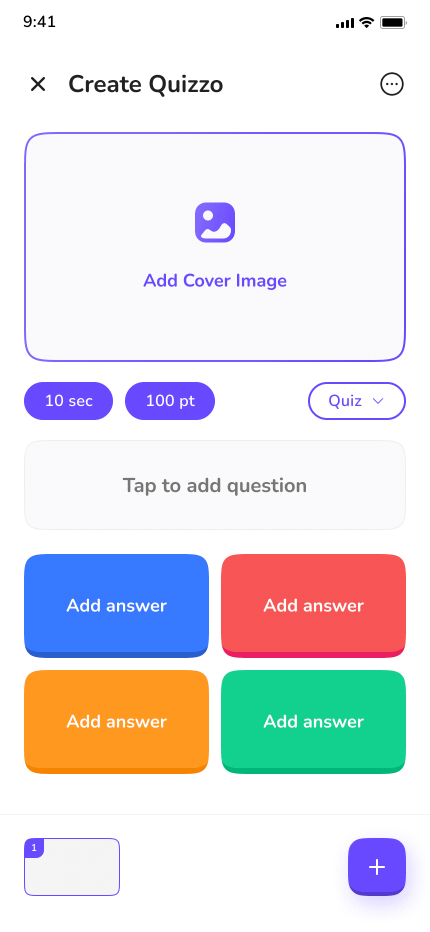 9:41
Create Quizzo
Add Cover Image
10 sec
100 pt
Quiz
Tap to add question
Add answer
Add answer
Add answer
Add answer
1